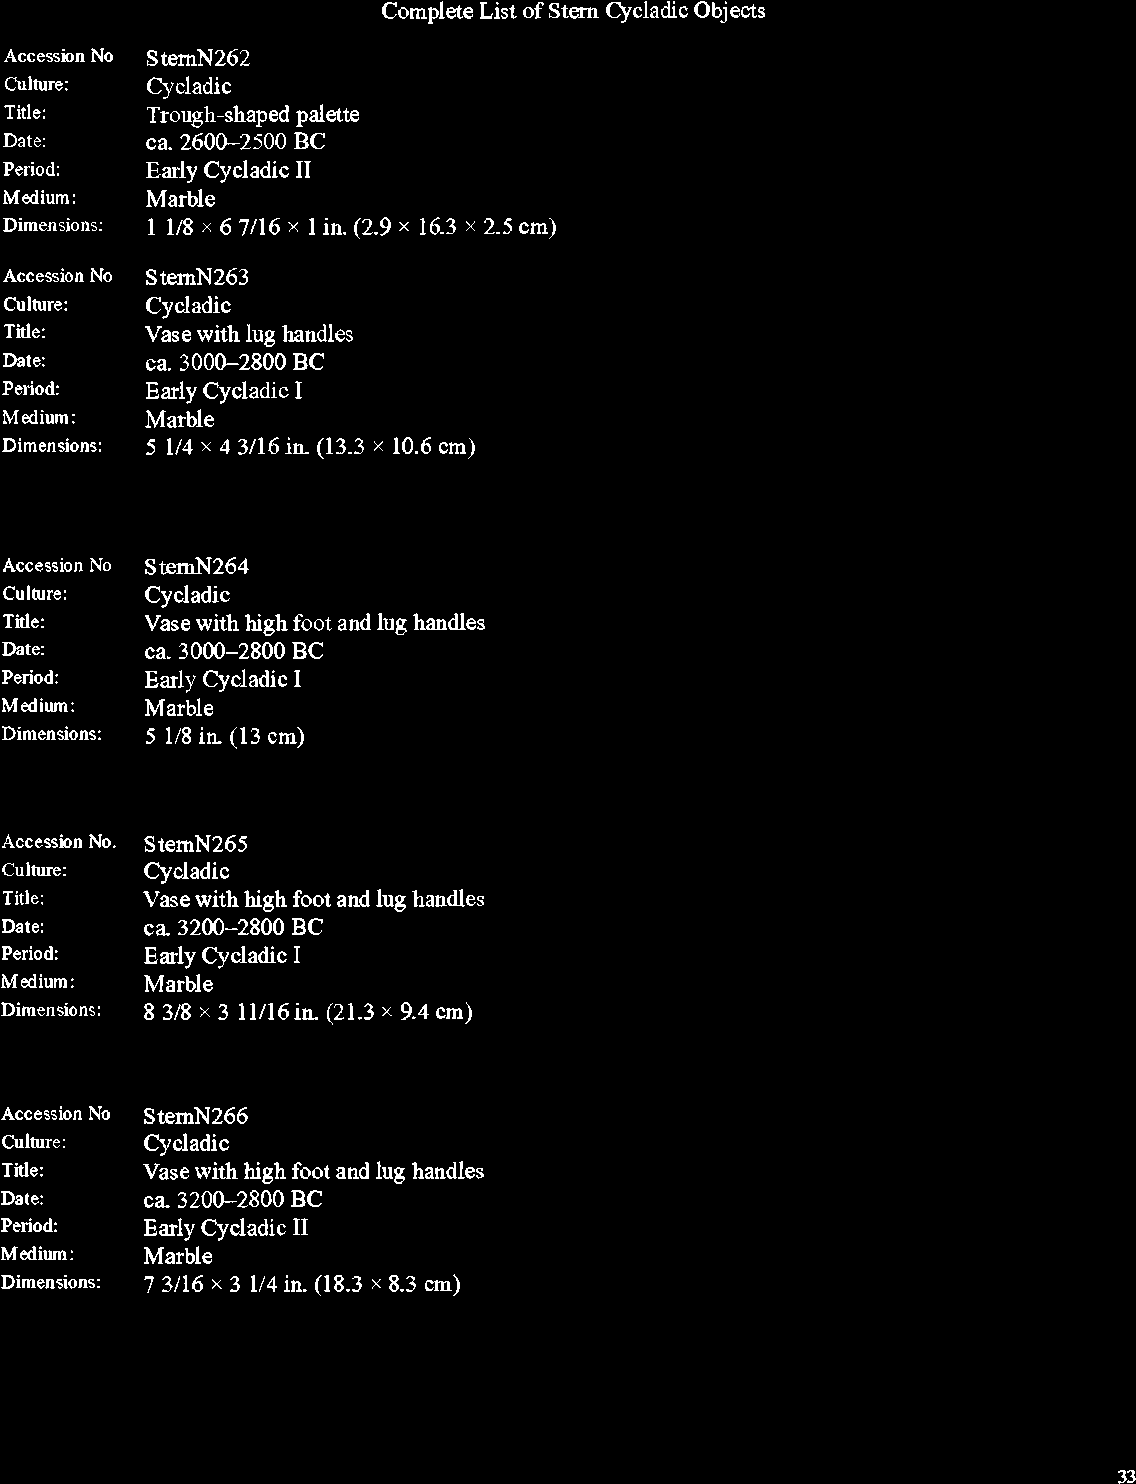 Complete List of Stern Cycladic Objects
Accession No SternN262
Culture: Cycladic
Title: Trough-shaped palette
Date: ca. 2600–2500 BC
Period: Early Cycladic II
Medium: Marble
Dimensions: 1 1/8 × 6 7/16 × 1 in. (2.9 × 16.3 × 2.5 cm)
Accession No SternN263
Culture: Cycladic
Title: Vase with lug handles
Date: ca. 3000–2800 BC
Period: Early Cycladic I
Medium: Marble
Dimensions: 5 1/4 × 4 3/16 in. (13.3 × 10.6 cm)
Accession No SternN264
Culture: Cycladic
Title: Vase with high foot and lug handles
Date: ca. 3000–2800 BC
Period: Early Cycladic I
Medium: Marble
Dimensions: 5 1/8 in. (13 cm)
Accession No. SternN265
Culture: Cycladic
Title: Vase with high foot and lug handles
Date: ca. 3200–2800 BC
Period: Early Cycladic I
Medium: Marble
Dimensions: 8 3/8 × 3 11/16 in. (21.3 × 9.4 cm)
Accession No SternN266
Culture: Cycladic
Title: Vase with high foot and lug handles
Date: ca. 3200–2800 BC
Period: Early Cycladic II
Medium: Marble
Dimensions: 7 3/16 × 3 1/4 in. (18.3 × 8.3 cm)
33